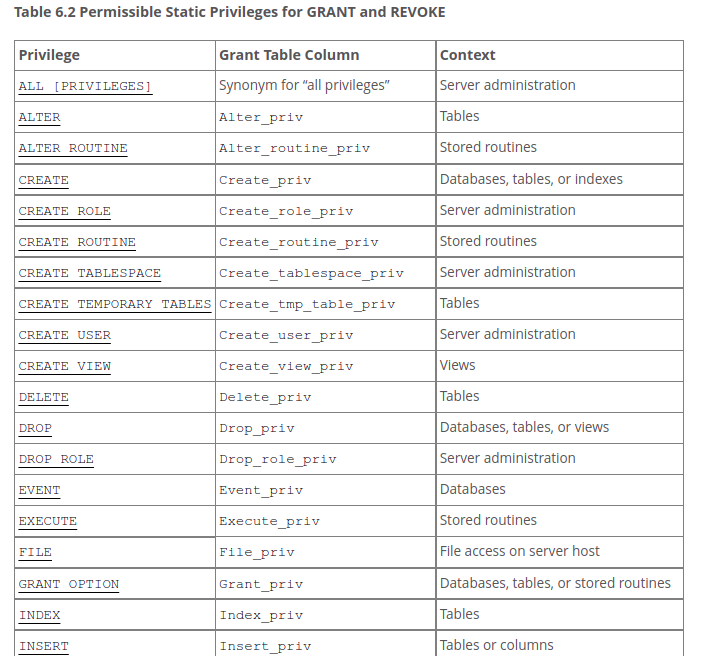 Table 6.2 Permissible Static Privileges for GRANT and REVOKE
Privilege Grant Table Column Context
ALL [PRIVILEGES] Synonym for “all privileges” Server administration
ALTER Alter_priv Tables
ALTER ROUTINE Alter_routine_priv Stored routines
CREATE Create_priv Databases, tables, or indexes
CREATE ROLE Create_role_priv Server administration
CREATE ROUTINE Create_routine_priv Stored routines
CREATE TABLESPACE Create_tablespace_priv Server administration
CREATE TEMPORARY TABLES Create_tmp_table_priv Tables
CREATE USER Create_user_priv Server administration
CREATE VIEW Create_view_priv Views
DELETE Delete_priv Tables
DROP Drop_priv Databases, tables, or views
DROP ROLE Drop_role_priv Server administration
EVENT Event_priv Databases
EXECUTE Execute_priv Stored routines
FILE File_priv File access on server host
GRANT OPTION Grant_priv Databases, tables, or stored routines
INDEX Index_priv Tables
INSERT Insert_priv Tables or columns